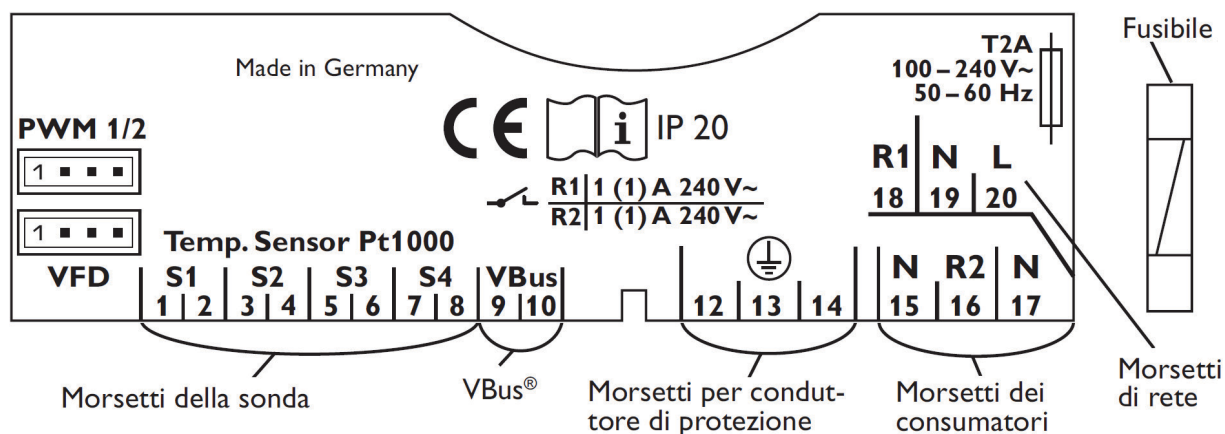 Fusibile
T2A
100 – 240 V~
50 – 60 Hz
Made in Germany
PWM 1/2
CE i IP 20
1
R1 N L
18 19 20
R1 1 (1) A 240 V~
R2 1 (1) A 240 V~
1
Temp. Sensor Pt1000
VFD S1 S2 S3 S4 VBus
N R2 N
1 2 3 4 5 6 7 8 9 10 12 13 14 15 16 17
Morsetti della sonda
VBus®
Morsetti per condut-
tore di protezione
Morsetti dei
consumatori
Morsetti
di rete